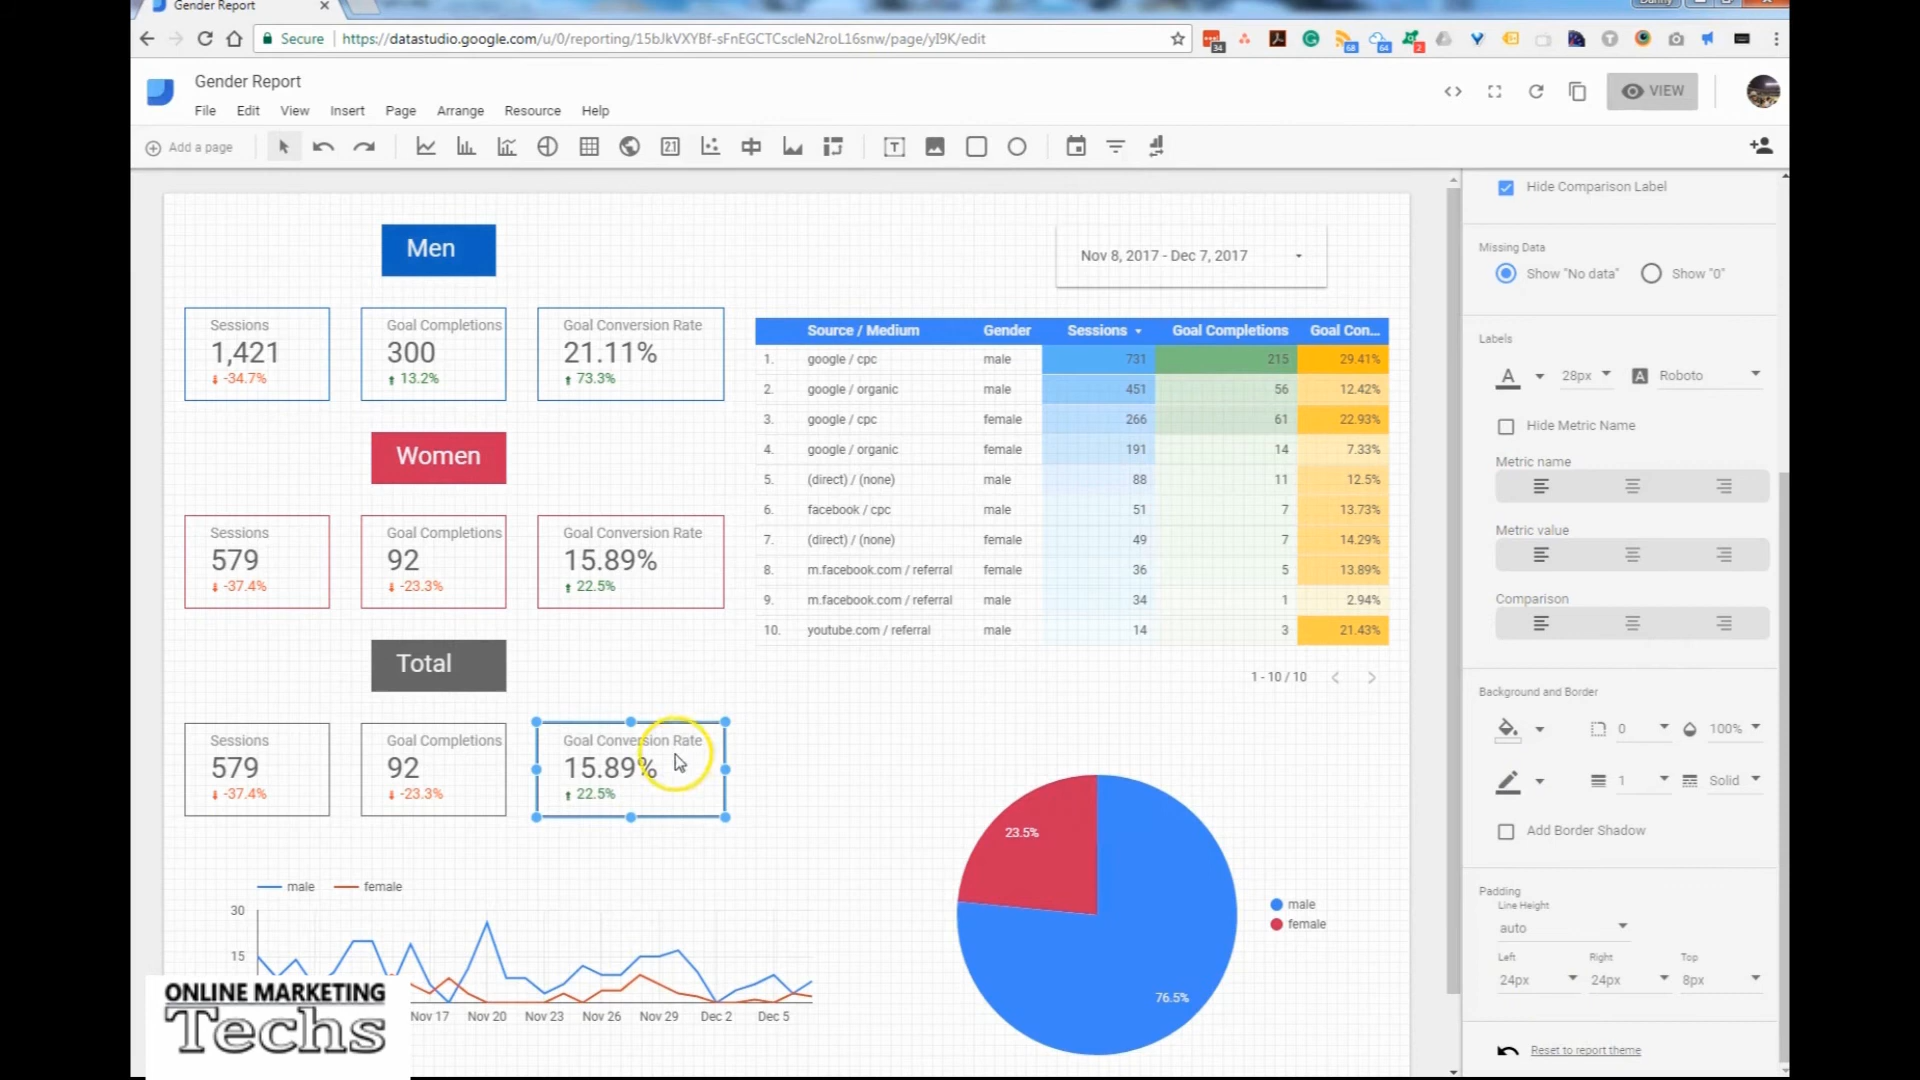 Gender Report
Secure
https://datastudio.google.com/u/0/reporting/15bJkVXYBf-sFnEGCTCscleN2roL16snw/page/yI9K/edit
34
68
64
2
Gender Report
File Edit View Insert Page Arrange Resource Help
VIEW
Add a page
21
Men
Nov 8, 2017 - Dec 7, 2017
Sessions
1,421
-34.7%
Goal Completions
300
13.2%
Goal Conversion Rate
21.11%
73.3%
Women
Sessions
579
-37.4%
Goal Completions
92
-23.3%
Goal Conversion Rate
15.89%
22.5%
Total
Sessions
579
-37.4%
Goal Completions
92
-23.3%
Goal Conversion Rate
15.89%
22.5%
Source / Medium Gender Sessions Goal Completions Goal Con...
1. google / cpc male 731 215 29.41%
2. google / organic male 451 56 12.42%
3. google / cpc female 266 61 22.93%
4. google / organic female 191 14 7.33%
5. (direct) / (none) male 88 11 12.5%
6. facebook / cpc male 51 7 13.73%
7. (direct) / (none) female 49 7 14.29%
8. m.facebook.com / referral female 36 5 13.89%
9. m.facebook.com / referral male 34 1 2.94%
10. youtube.com / referral male 14 3 21.43%
1 - 10 / 10
male female
30
15
Nov 17 Nov 20 Nov 23 Nov 26 Nov 29 Dec 2 Dec 5
23.5%
76.5%
male
female
ONLINE MARKETING
Techs
Hide Comparison Label
Missing Data
Show "No data" Show "0"
Labels
A 28px A Roboto
Hide Metric Name
Metric name
Metric value
Comparison
Background and Border
0 100%
1 Solid
Add Border Shadow
Padding
Line Height
auto
Left Right Top
24px 24px 8px
Reset to report theme